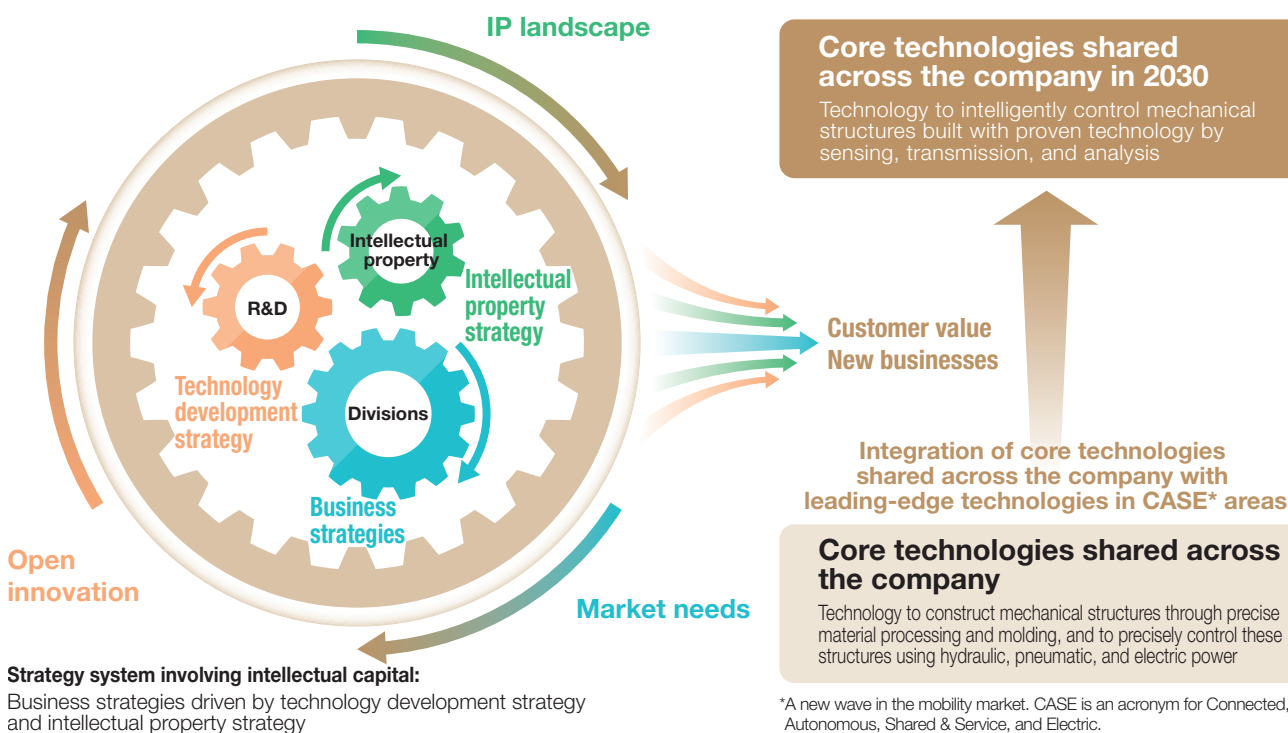 IP landscape
Intellectual
property
Intellectual
property
strategy
R&D
Technology
development
strategy
Divisions
Business
strategies
Open
innovation
Market needs
Strategy system involving intellectual capital:
Business strategies driven by technology development strategy
and intellectual property strategy
Customer value
New businesses
Core technologies shared
across the company in 2030
Technology to intelligently control mechanical
structures built with proven technology by
sensing, transmission, and analysis
Integration of core technologies
shared across the company with
leading-edge technologies in CASE* areas
Core technologies shared across
the company
Technology to construct mechanical structures through precise
material processing and molding, and to precisely control these
structures using hydraulic, pneumatic, and electric power
*A new wave in the mobility market. CASE is an acronym for Connected,
Autonomous, Shared & Service, and Electric.